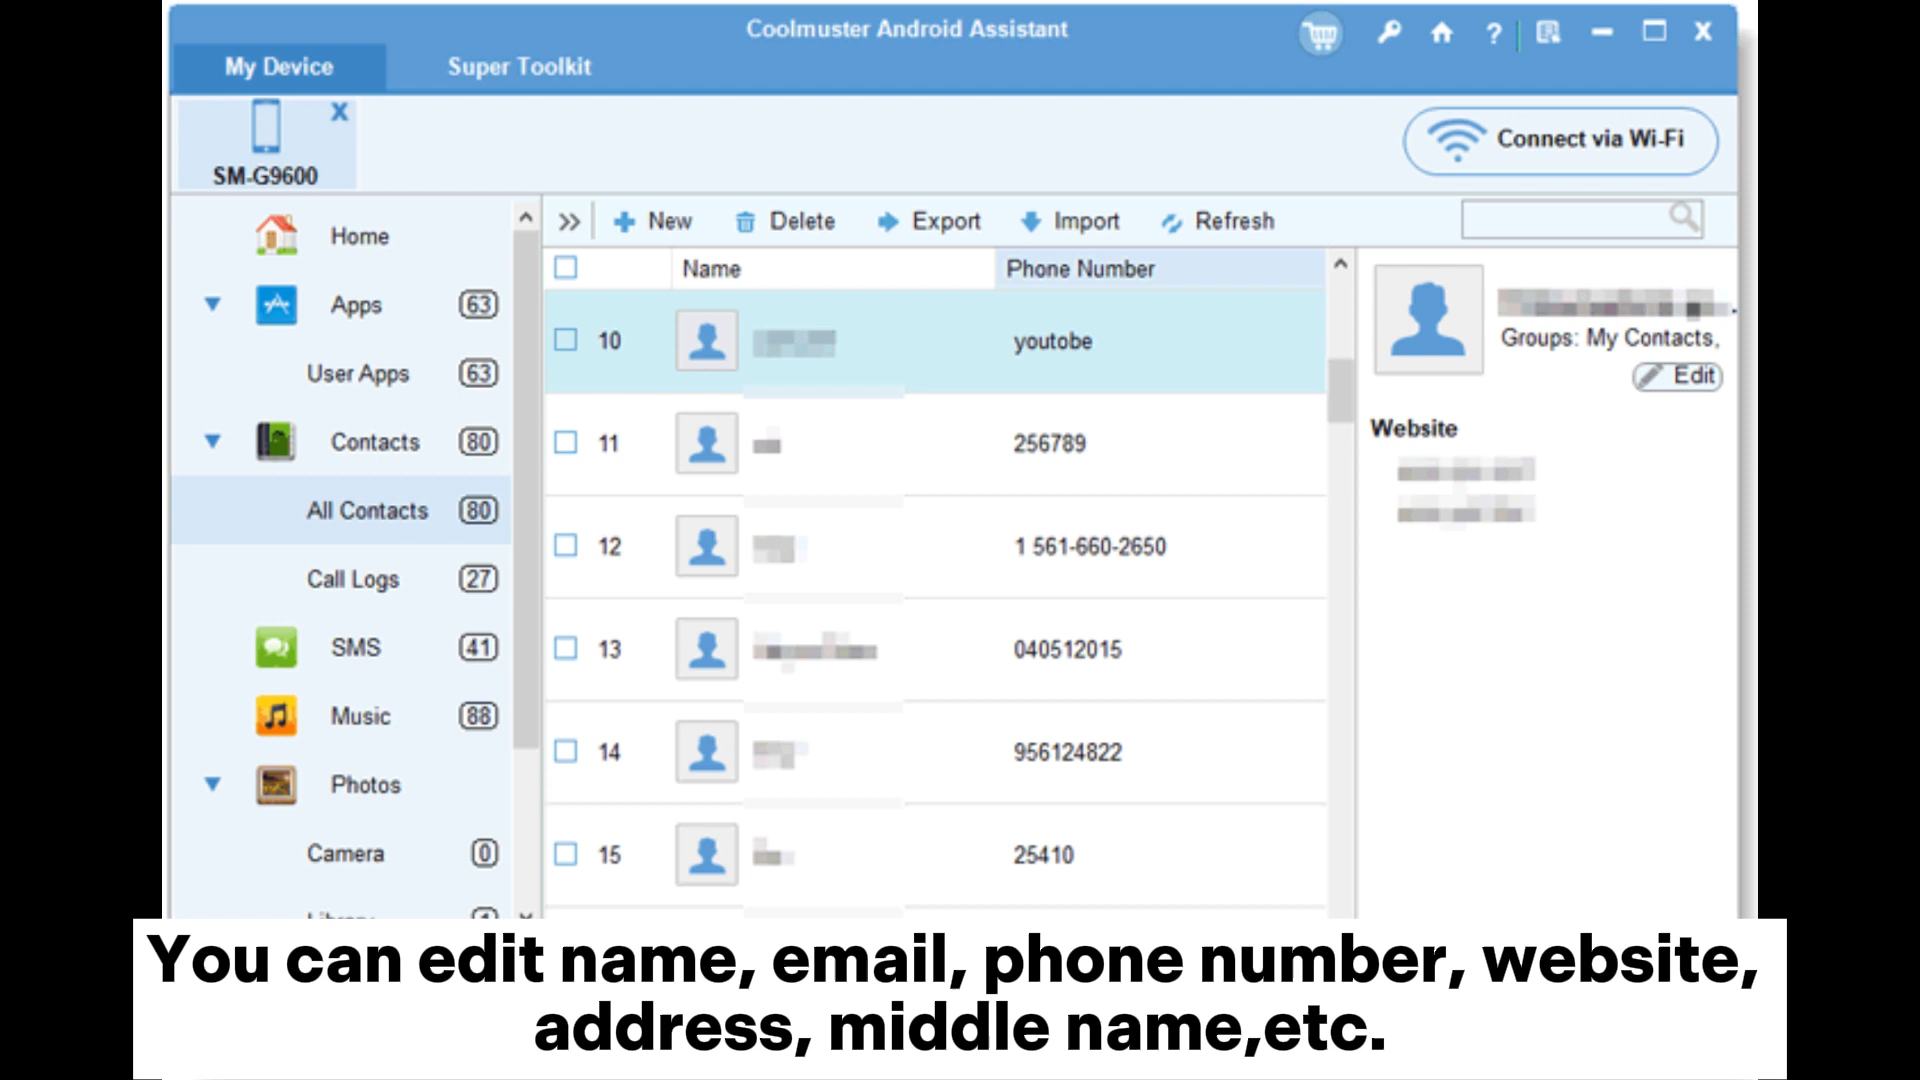 Coolmuster Android Assistant
My Device
Super Toolkit
X
SM-G9600
Connect via Wi-Fi
Home
Apps 63
User Apps 63
Contacts 80
All Contacts 80
Call Logs 27
SMS 41
Music 88
Photos
Camera 0
New Delete Export Import Refresh
Name Phone Number
10 youtobe
11 256789
12 1 561-660-2650
13 040512015
14 956124822
15 25410
Groups: My Contacts,
Edit
Website
You can edit name, email, phone number, website,
address, middle name,etc.